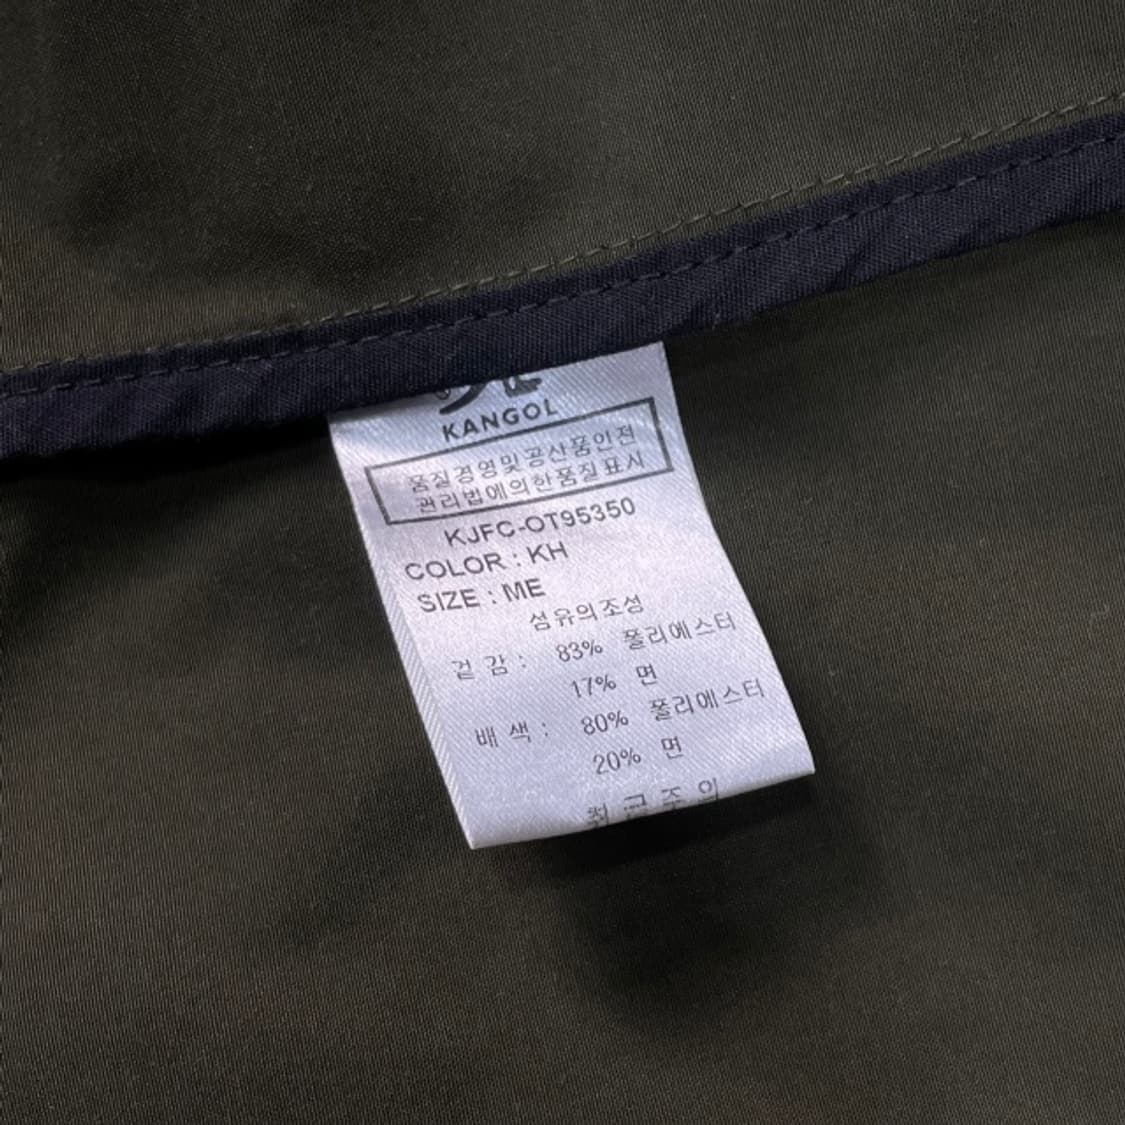 KANGOL
품질경영및공산품안전
관리법에의한품질표시
KJFC-OT95350
COLOR : KH
SIZE : ME
섬유의조성
겉 감 : 83% 폴리에스터
17% 면
배 색 : 80% 폴리에스터
20% 면